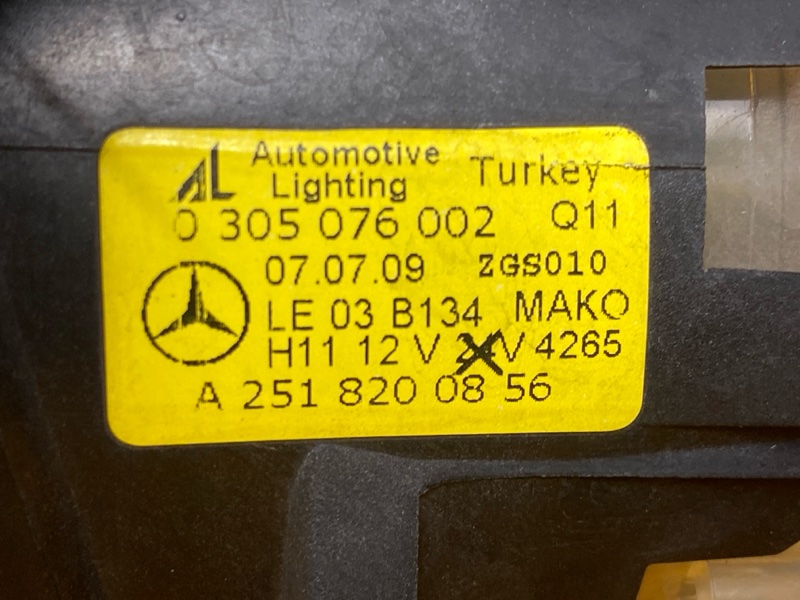 AL Automotive Lighting Turkey
0 305 076 002 Q11
07.07.09 ZGS010
LE 03 B134 MAKO
H11 12 V 24V 4265
A 251 820 08 56